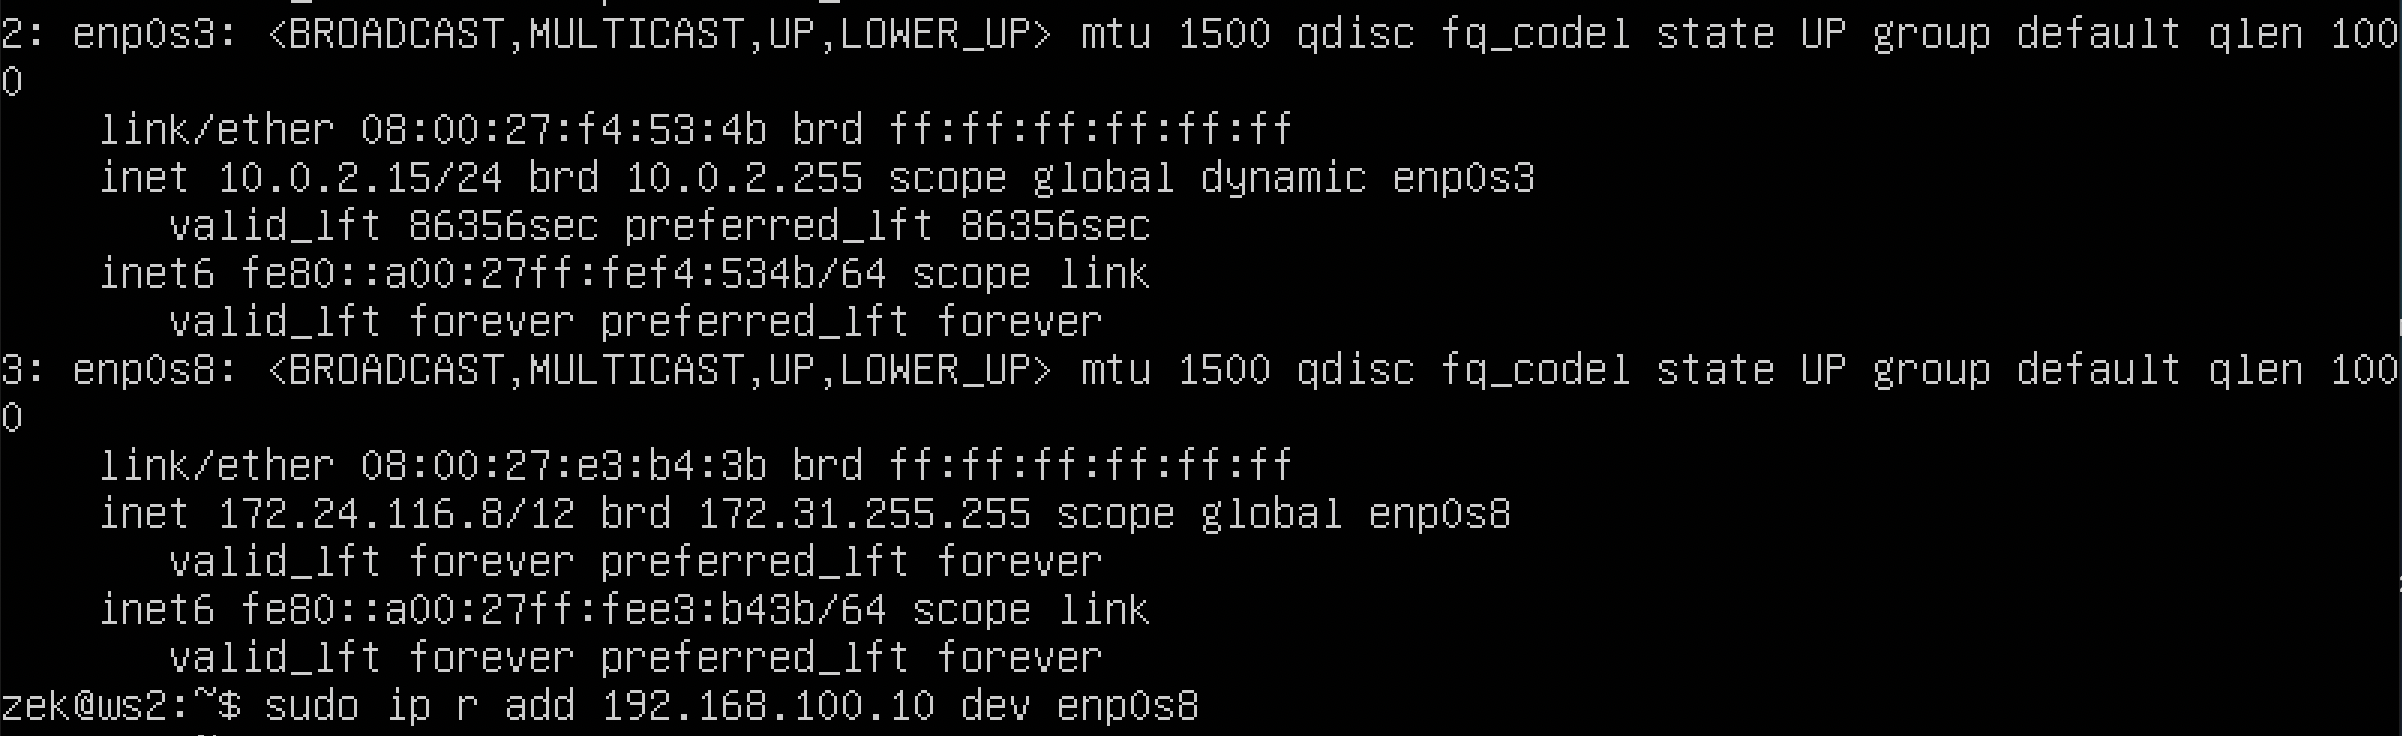 2: enp0s3: <BROADCAST,MULTICAST,UP,LOWER_UP> mtu 1500 qdisc fq_codel state UP group default qlen 100
0
link/ether 08:00:27:f4:53:4b brd ff:ff:ff:ff:ff:ff
inet 10.0.2.15/24 brd 10.0.2.255 scope global dynamic enp0s3
valid_lft 86356sec preferred_lft 86356sec
inet6 fe80::a00:27ff:fef4:534b/64 scope link
valid_lft forever preferred_lft forever
3: enp0s8: <BROADCAST,MULTICAST,UP,LOWER_UP> mtu 1500 qdisc fq_codel state UP group default qlen 100
0
link/ether 08:00:27:e3:b4:3b brd ff:ff:ff:ff:ff:ff
inet 172.24.116.8/12 brd 172.31.255.255 scope global enp0s8
valid_lft forever preferred_lft forever
inet6 fe80::a00:27ff:fee3:b43b/64 scope link
valid_lft forever preferred_lft forever
zek@ws2:~$ sudo ip r add 192.168.100.10 dev enp0s8